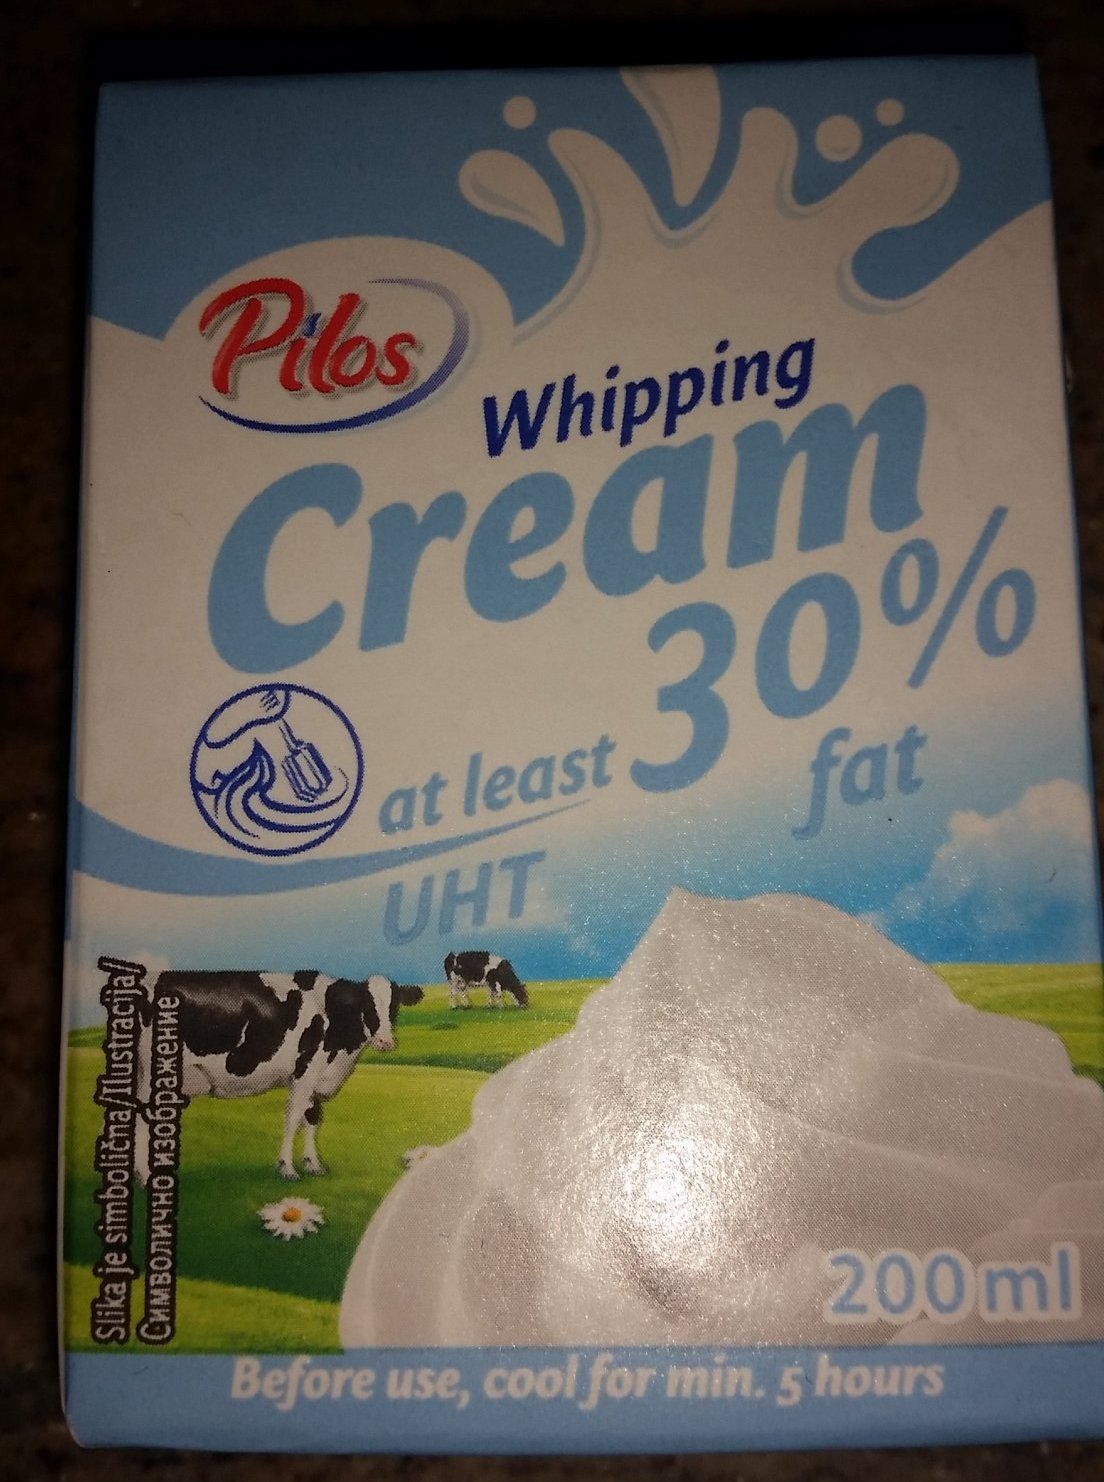 Pilos
Whipping
Cream
at least 30%
fat
UHT
Slika je simbolična/Ilustracija/
Символично изображение
200 ml
Before use, cool for min. 5 hours